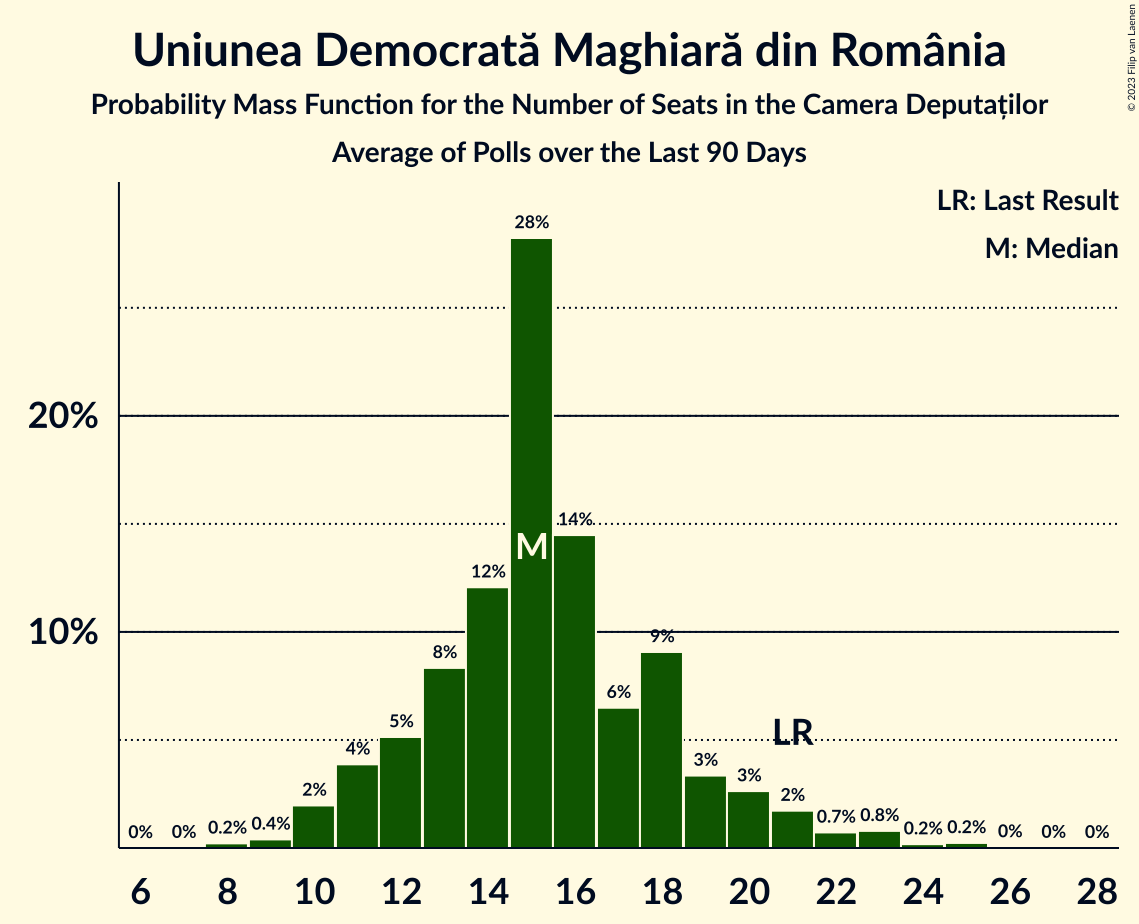 Uniunea Democrată Maghiară din România
Probability Mass Function for the Number of Seats in the Camera Deputaților
Average of Polls over the Last 90 Days
© 2023 Filip van Laenen
LR: Last Result
M: Median
28%
20%
14%
M
12%
10%
9%
8%
6%
LR
5%
4%
3%
3%
2%
2%
0% 0% 0.2% 0.4% 0.7% 0.8% 0.2% 0.2% 0% 0% 0%
6 8 10 12 14 16 18 20 22 24 26 28